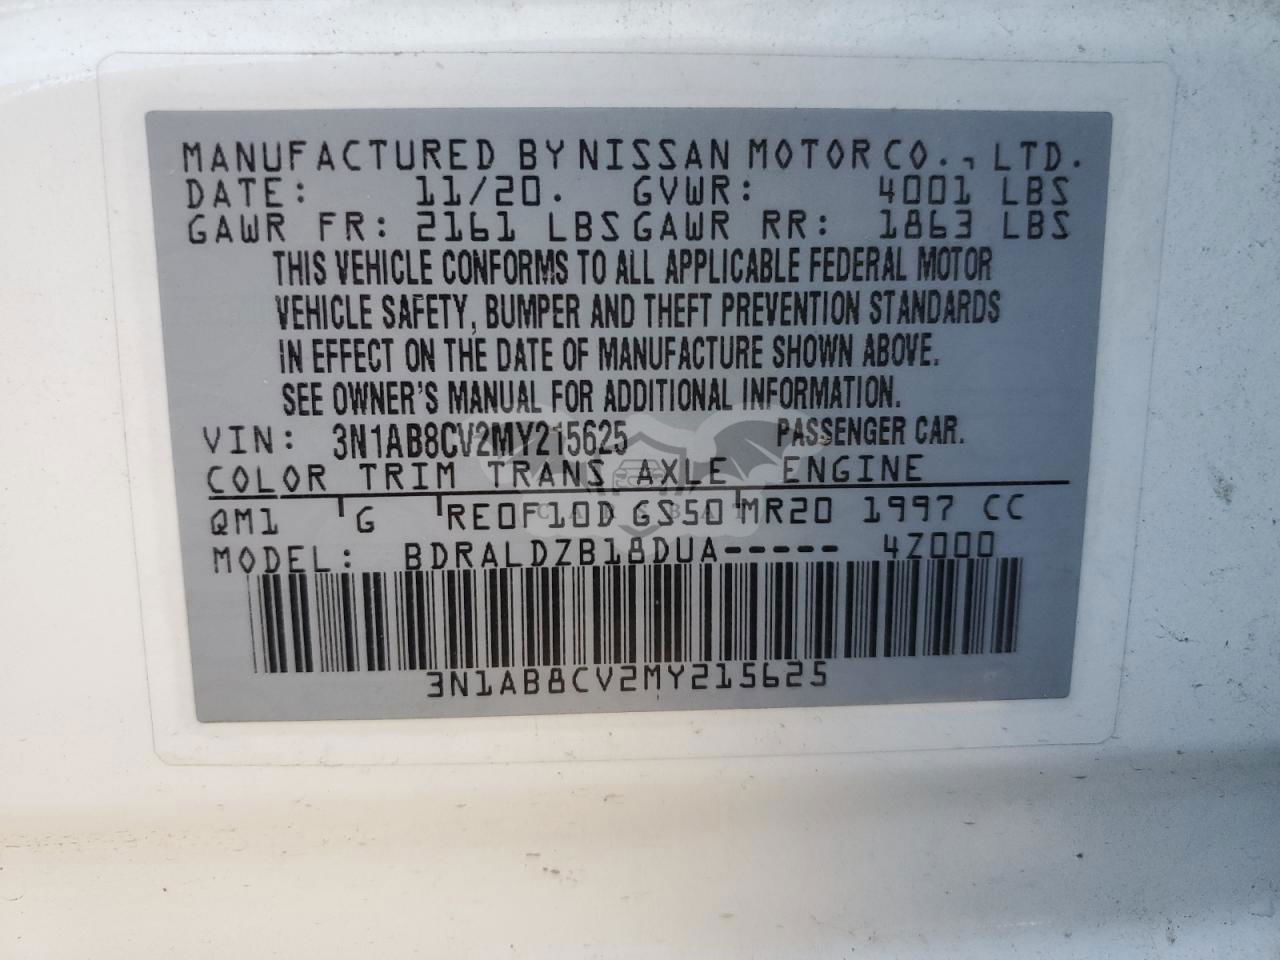 MANUFACTURED BY NISSAN MOTOR CO., LTD.
DATE: 11/20. GVWR: 4001 LBS
GAWR FR: 2161 LBS GAWR RR: 1863 LBS
THIS VEHICLE CONFORMS TO ALL APPLICABLE FEDERAL MOTOR
VEHICLE SAFETY, BUMPER AND THEFT PREVENTION STANDARDS
IN EFFECT ON THE DATE OF MANUFACTURE SHOWN ABOVE.
SEE OWNER'S MANUAL FOR ADDITIONAL INFORMATION.
VIN: 3N1AB8CV2MY215625 PASSENGER CAR.
COLOR TRIM TRANS AXLE ENGINE
QM1 G RE0F10D GS50 MR20 1997 CC
MODEL: BDRALDZB18DUA----- 4Z000
3N1AB8CV2MY215625